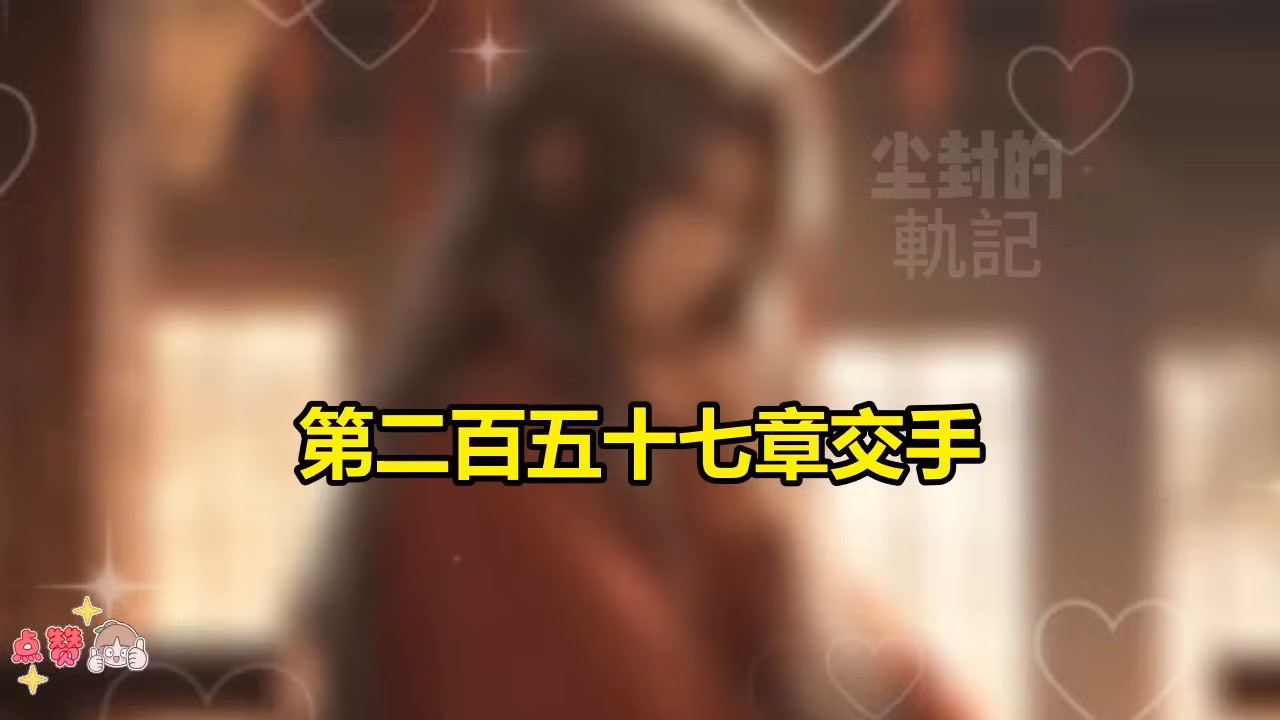 尘封的
軌記
第二百五十七章交手
点赞